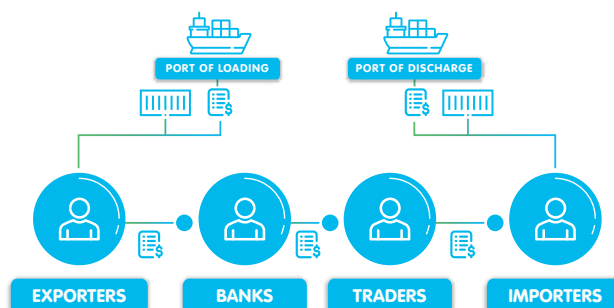 PORT OF LOADING
PORT OF DISCHARGE
$
$
$
$
$
EXPORTERS
BANKS
TRADERS
IMPORTERS